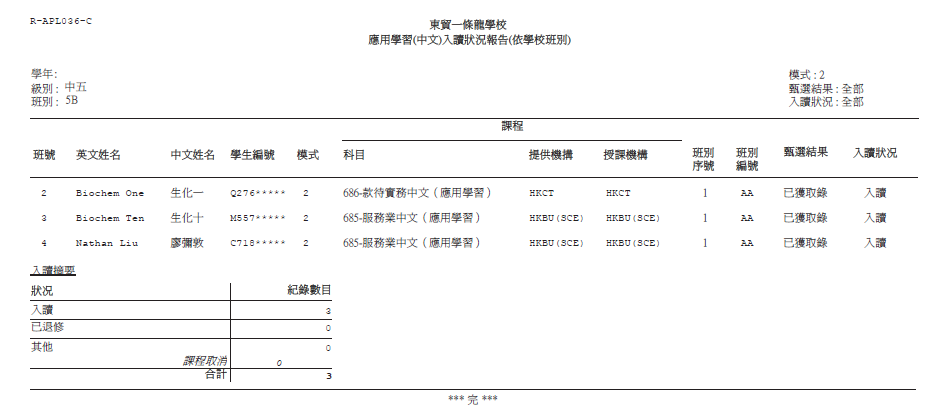 R-APL036-C
東貿一條龍學校
應用學習(中文)入讀狀況報告(依學校班別)
學年:
級別: 中五
班別: 5B
模式: 2
甄選結果: 全部
入讀狀況: 全部
課程
班號 英文姓名 中文姓名 學生編號 模式 科目 提供機搆 授課機構 班別序號 班別編號 甄選結果 入讀狀况
2 Biochem One 生化一 Q276***** 2 686-款待實務中文（應用學習） HKCT HKCT 1 AA 已獲取錄 入讀
3 Biochem Ten 生化十 M557***** 2 685-服務業中文（應用學習） HKBU(SCE) HKBU(SCE) 1 AA 已獲取錄 入讀
4 Nathan Liu 廖彌敦 C718***** 2 685-服務業中文（應用學習） HKBU(SCE) HKBU(SCE) 1 AA 已獲取錄 入讀
入讀摘要
狀况 紀錄數目
入讀 3
已退修 0
其他 0
課程取消 0
合計 3
*** 完 ***